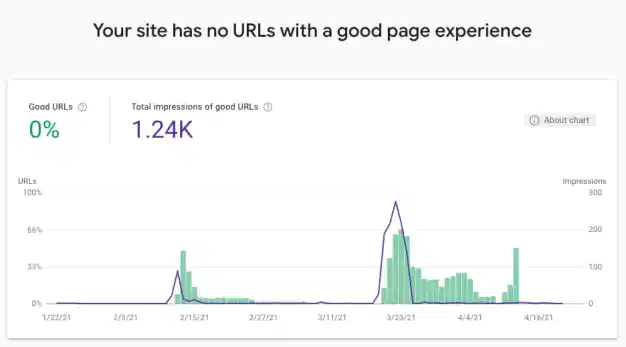 Your site has no URLs with a good page experience
Good URLs
Total impressions of good URLs
0%
1.24K
About chart
URLs
Impressions
100%
300
66%
200
33%
100
0%
0
1/22/21
2/3/21
2/15/21
2/27/21
3/11/21
3/23/21
4/4/21
4/16/21